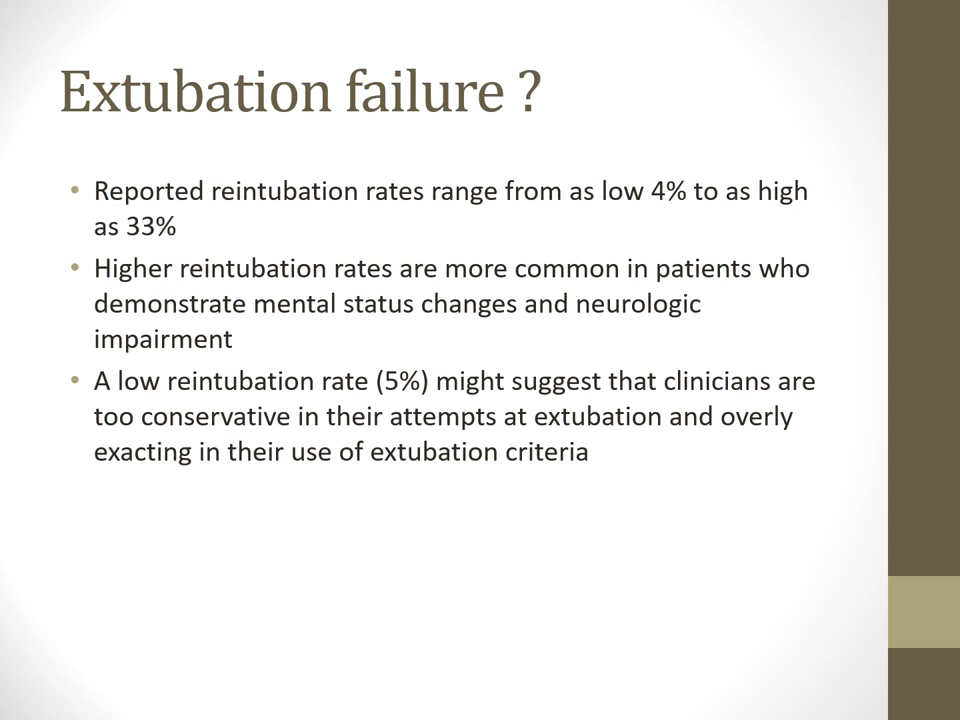 Extubation failure ?
• Reported reintubation rates range from as low 4% to as high
as 33%
• Higher reintubation rates are more common in patients who
demonstrate mental status changes and neurologic
impairment
• A low reintubation rate (5%) might suggest that clinicians are
too conservative in their attempts at extubation and overly
exacting in their use of extubation criteria